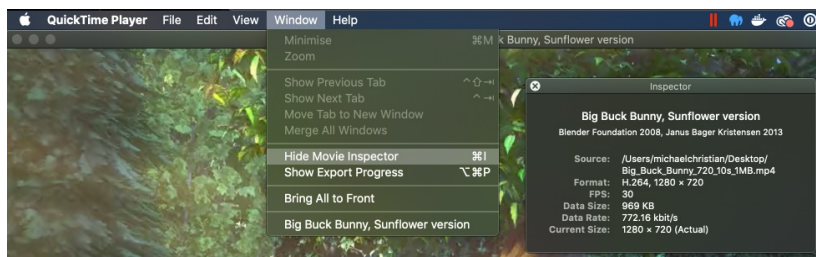 QuickTime Player File Edit View Window Help
k Bunny, Sunflower version
Minimise ⌘M
Zoom
Show Previous Tab ^⇧⇥
Show Next Tab ^⇥
Move Tab to New Window
Merge All Windows
Hide Movie Inspector ⌘I
Show Export Progress ⌥⌘P
Bring All to Front
Big Buck Bunny, Sunflower version
Inspector
Big Buck Bunny, Sunflower version
Blender Foundation 2008, Janus Bager Kristensen 2013
Source: /Users/michaelchristian/Desktop/
Big_Buck_Bunny_720_10s_1MB.mp4
Format: H.264, 1280 × 720
FPS: 30
Data Size: 969 KB
Data Rate: 772.16 kbit/s
Current Size: 1280 × 720 (Actual)